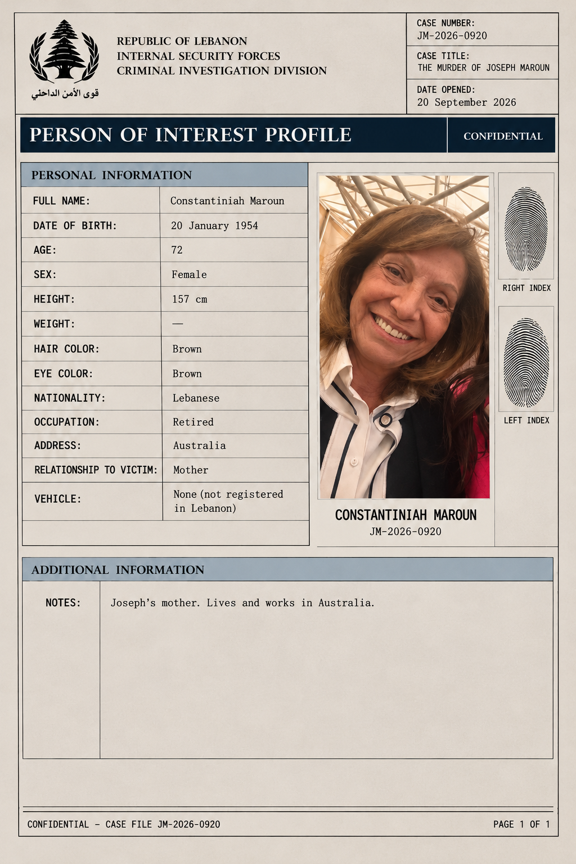 REPUBLIC OF LEBANON
INTERNAL SECURITY FORCES
CRIMINAL INVESTIGATION DIVISION
قوى الأمن الداخلي
CASE NUMBER:
JM-2026-0920
CASE TITLE:
THE MURDER OF JOSEPH MAROUN
DATE OPENED:
20 September 2026
PERSON OF INTEREST PROFILE
CONFIDENTIAL
PERSONAL INFORMATION
FULL NAME: Constantiniah Maroun
DATE OF BIRTH: 20 January 1954
AGE: 72
SEX: Female
HEIGHT: 157 cm
WEIGHT: —
HAIR COLOR: Brown
EYE COLOR: Brown
NATIONALITY: Lebanese
OCCUPATION: Retired
ADDRESS: Australia
RELATIONSHIP TO VICTIM: Mother
VEHICLE: None (not registered
in Lebanon)
RIGHT INDEX
LEFT INDEX
CONSTANTINIAH MAROUN
JM-2026-0920
ADDITIONAL INFORMATION
NOTES: Joseph's mother. Lives and works in Australia.
CONFIDENTIAL – CASE FILE JM-2026-0920
PAGE 1 OF 1